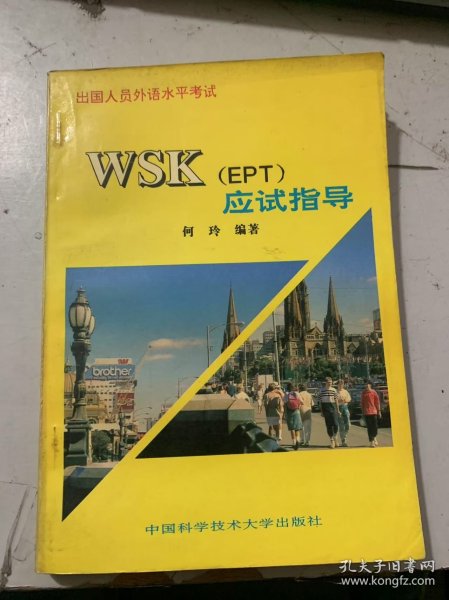 出国人员外语水平考试
WSK（EPT）
应试指导
何玲 编著
brother
中国科学技术大学出版社
孔夫子旧书网
www.kongfz.com